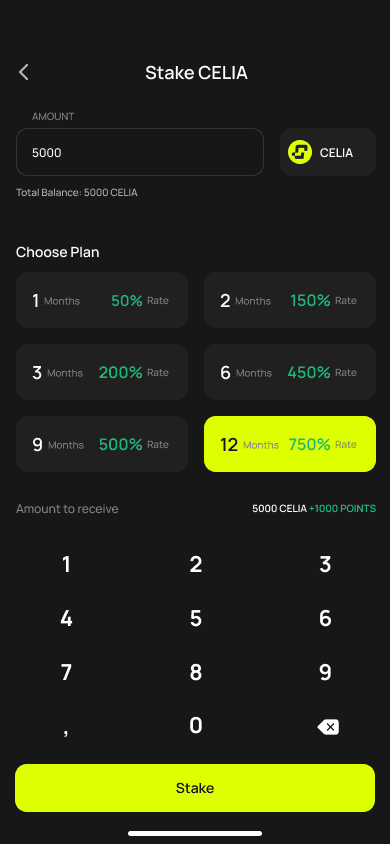 Stake CELIA
AMOUNT
5000
CELIA
Total Balance: 5000 CELIA
Choose Plan
1 Months 50% Rate
2 Months 150% Rate
3 Months 200% Rate
6 Months 450% Rate
9 Months 500% Rate
12 Months 750% Rate
Amount to receive 5000 CELIA +1000 POINTS
1 2 3
4 5 6
7 8 9
, 0
Stake